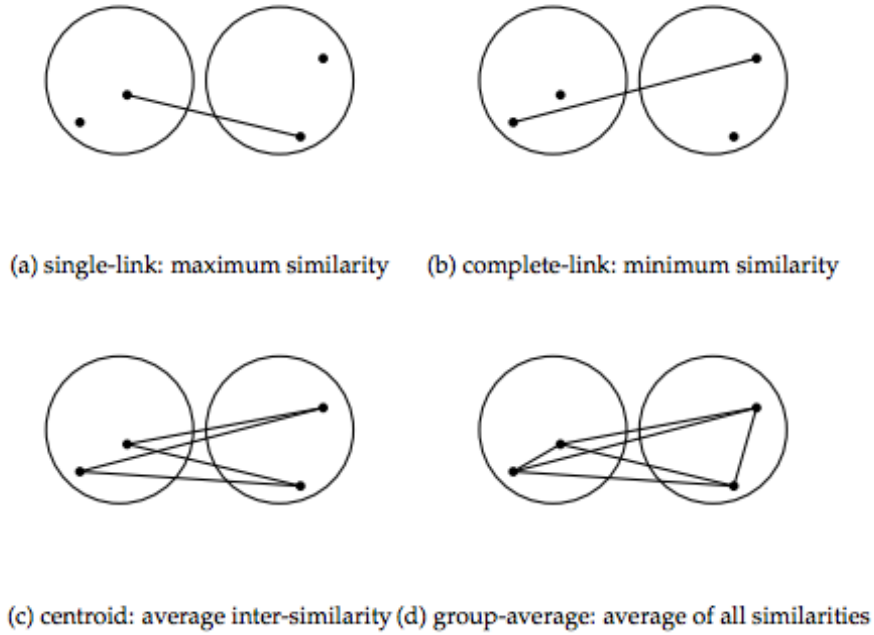 (a) single-link: maximum similarity
(b) complete-link: minimum similarity
(c) centroid: average inter-similarity
(d) group-average: average of all similarities